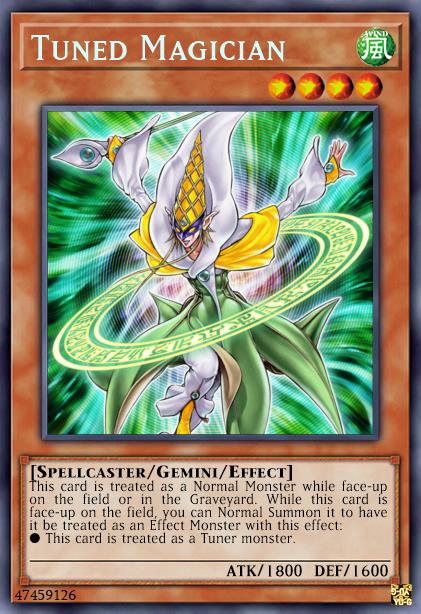 Tuned Magician
WIND
風
[Spellcaster/Gemini/Effect]
This card is treated as a Normal Monster while face-up
on the field or in the Graveyard. While this card is
face-up on the field, you can Normal Summon it to have
it be treated as an Effect Monster with this effect:
● This card is treated as a Tuner monster.
ATK/1800 DEF/1600
47459126